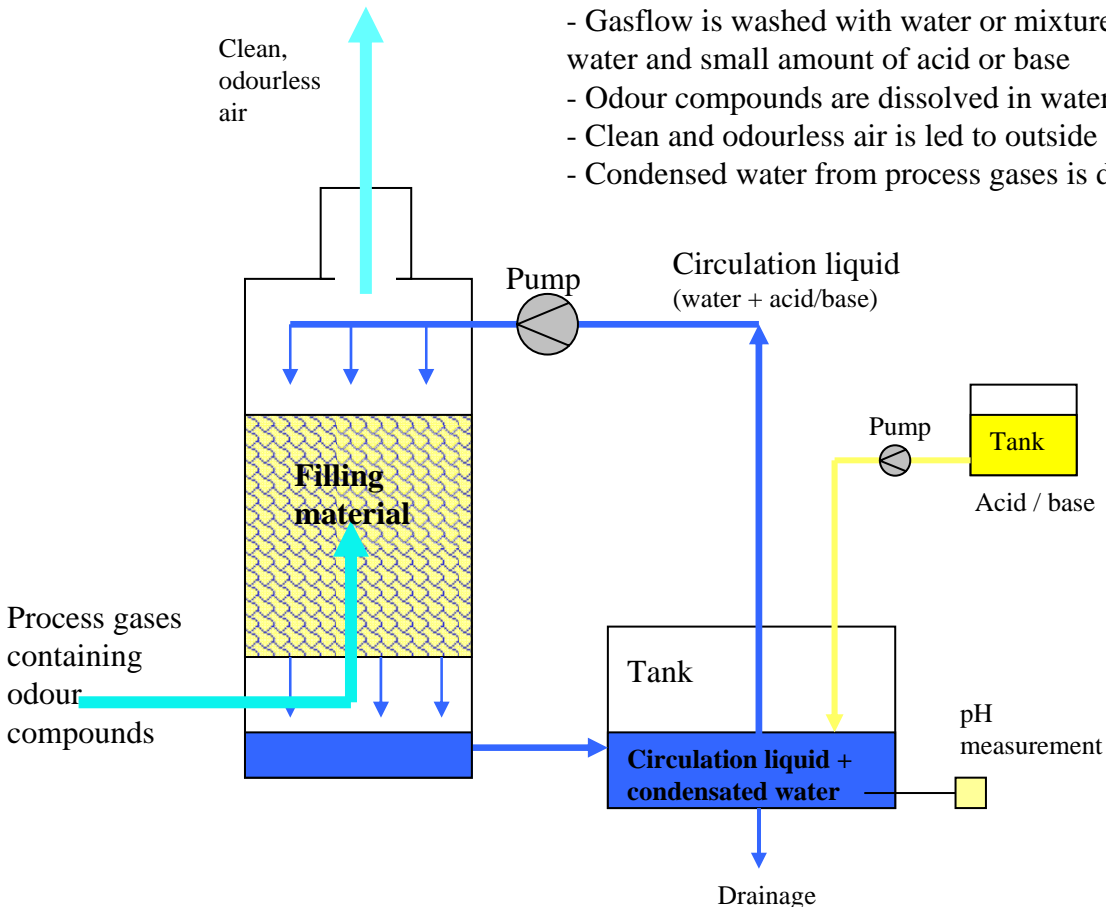 - Gasflow is washed with water or mixture
water and small amount of acid or base
- Odour compounds are dissolved in water
- Clean and odourless air is led to outside
- Condensed water from process gases is
Clean,
odourless
air
Pump
Circulation liquid
(water + acid/base)
Pump
Tank
Acid / base
Filling
material
Process gases
containing
odour
compounds
Tank
pH
measurement
Circulation liquid +
condensated water
Drainage